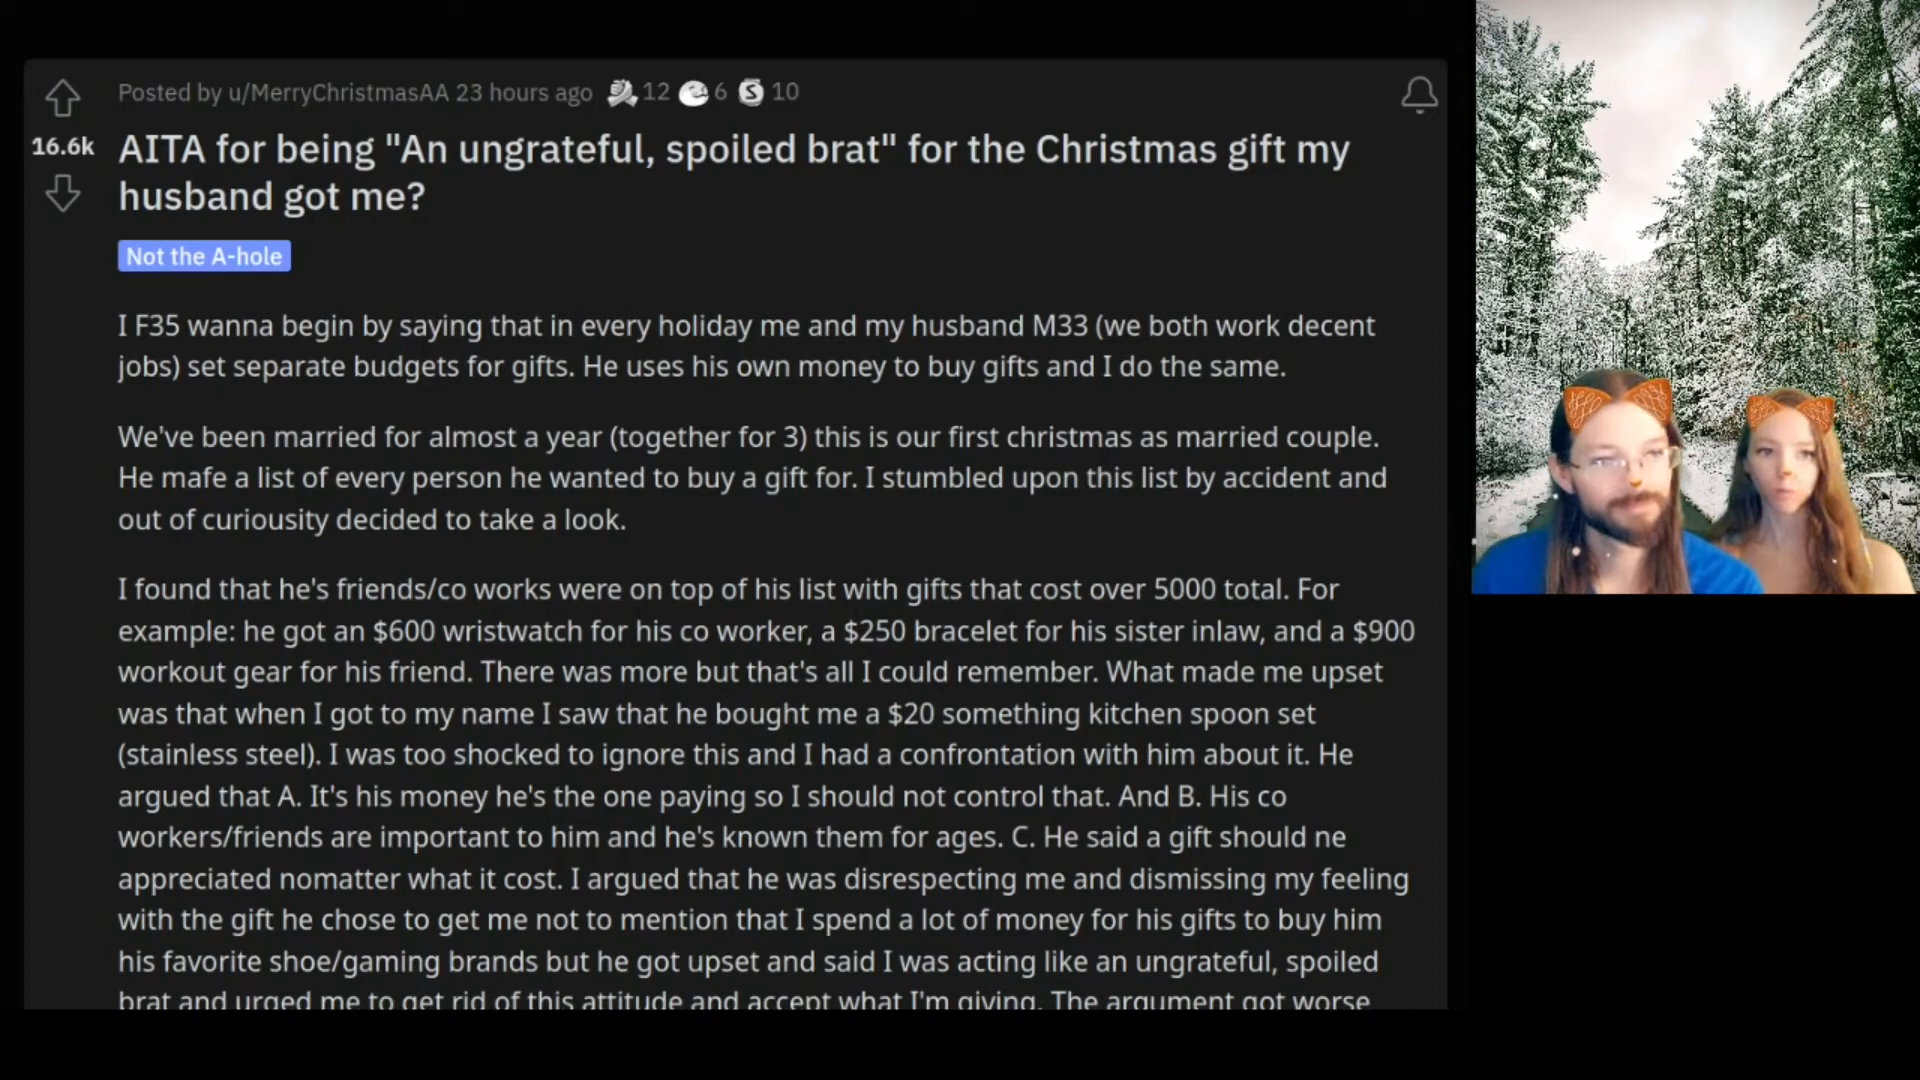 Posted by u/MerryChristmasAA 23 hours ago 12 6 S 10
16.6k
AITA for being "An ungrateful, spoiled brat" for the Christmas gift my
husband got me?
Not the A-hole
I F35 wanna begin by saying that in every holiday me and my husband M33 (we both work decent
jobs) set separate budgets for gifts. He uses his own money to buy gifts and I do the same.
We've been married for almost a year (together for 3) this is our first christmas as married couple.
He mafe a list of every person he wanted to buy a gift for. I stumbled upon this list by accident and
out of curiousity decided to take a look.
I found that he's friends/co works were on top of his list with gifts that cost over 5000 total. For
example: he got an $600 wristwatch for his co worker, a $250 bracelet for his sister inlaw, and a $900
workout gear for his friend. There was more but that's all I could remember. What made me upset
was that when I got to my name I saw that he bought me a $20 something kitchen spoon set
(stainless steel). I was too shocked to ignore this and I had a confrontation with him about it. He
argued that A. It's his money he's the one paying so I should not control that. And B. His co
workers/friends are important to him and he's known them for ages. C. He said a gift should ne
appreciated nomatter what it cost. I argued that he was disrespecting me and dismissing my feeling
with the gift he chose to get me not to mention that I spend a lot of money for his gifts to buy him
his favorite shoe/gaming brands but he got upset and said I was acting like an ungrateful, spoiled
brat and urged me to get rid of this attitude and accept what I'm giving. The argument got worse